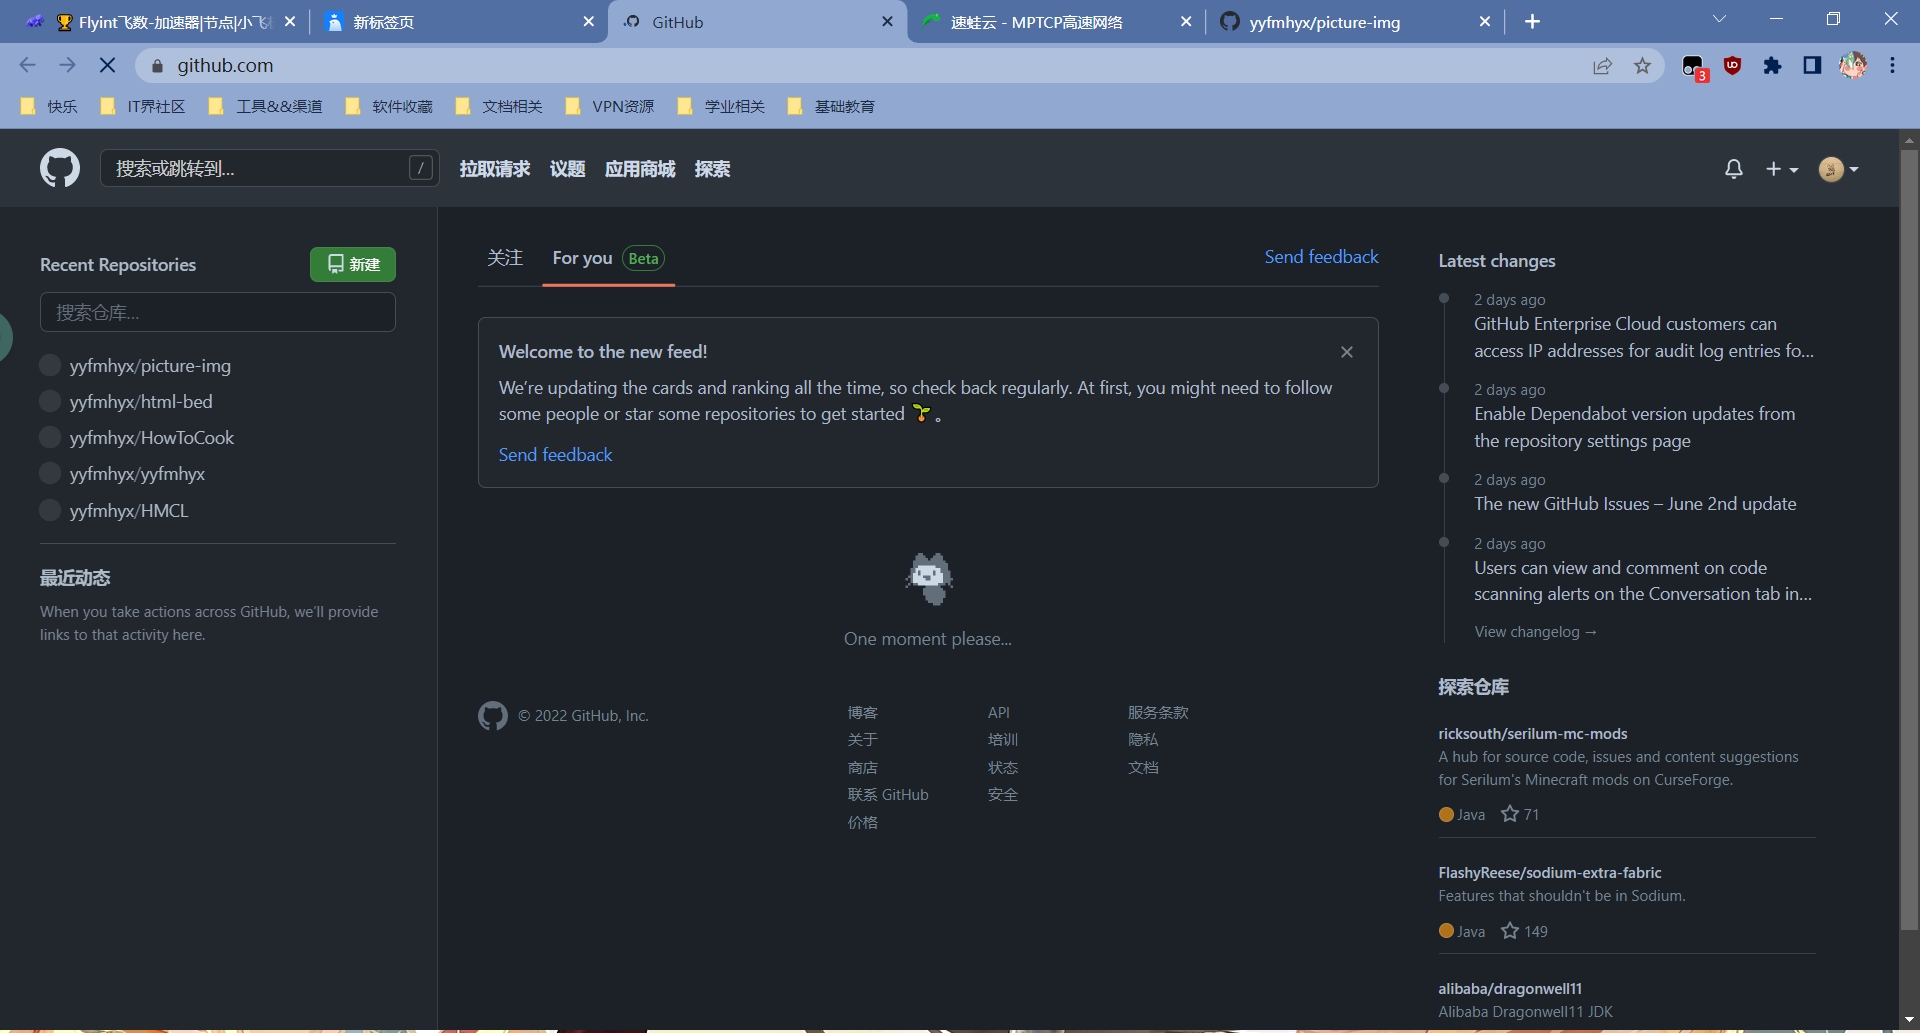 🏆 Flyint飞数-加速器|节点|小飞
新标签页
GitHub
速蛙云 - MPTCP高速网络
yyfmhyx/picture-img
github.com
3
快乐
IT界社区
工具&&渠道
软件收藏
文档相关
VPN资源
学业相关
基础教育
搜索或跳转到...
/
拉取请求
议题
应用商城
探索
Recent Repositories
新建
搜索仓库...
yyfmhyx/picture-img
yyfmhyx/html-bed
yyfmhyx/HowToCook
yyfmhyx/yyfmhyx
yyfmhyx/HMCL
最近动态
When you take actions across GitHub, we'll provide
links to that activity here.
关注
For you Beta
Send feedback
Welcome to the new feed!
We're updating the cards and ranking all the time, so check back regularly. At first, you might need to follow
some people or star some repositories to get started 🌱。
Send feedback
One moment please...
© 2022 GitHub, Inc.
博客
关于
商店
联系 GitHub
价格
API
培训
状态
安全
服务条款
隐私
文档
Latest changes
2 days ago
GitHub Enterprise Cloud customers can
access IP addresses for audit log entries fo...
2 days ago
Enable Dependabot version updates from
the repository settings page
2 days ago
The new GitHub Issues – June 2nd update
2 days ago
Users can view and comment on code
scanning alerts on the Conversation tab in...
View changelog →
探索仓库
ricksouth/serilum-mc-mods
A hub for source code, issues and content suggestions
for Serilum's Minecraft mods on CurseForge.
Java 71
FlashyReese/sodium-extra-fabric
Features that shouldn't be in Sodium.
Java 149
alibaba/dragonwell11
Alibaba Dragonwell11 JDK